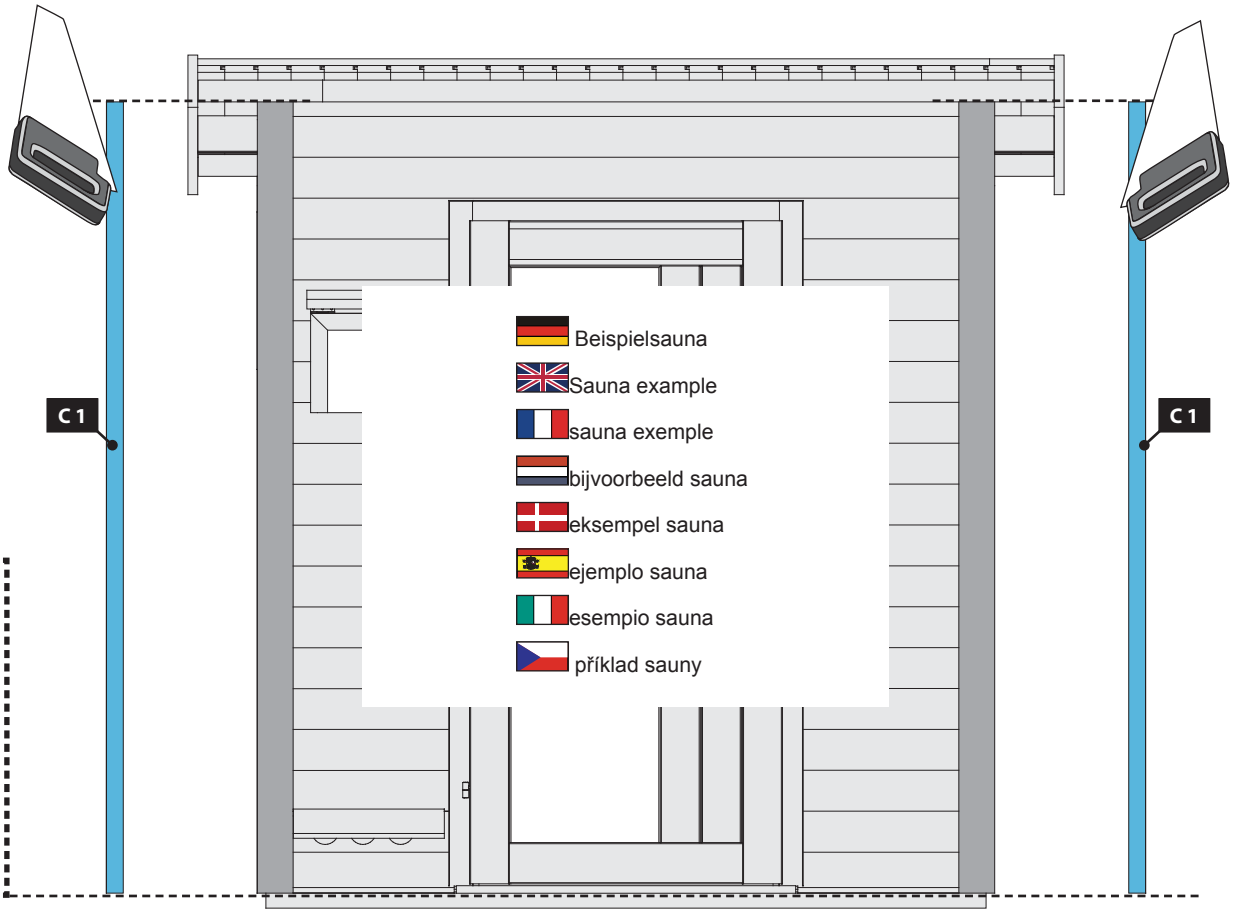 Beispielsauna
Sauna example
sauna exemple
C 1
C 1
bijvoorbeeld sauna
eksempel sauna
ejemplo sauna
esempio sauna
příklad sauny